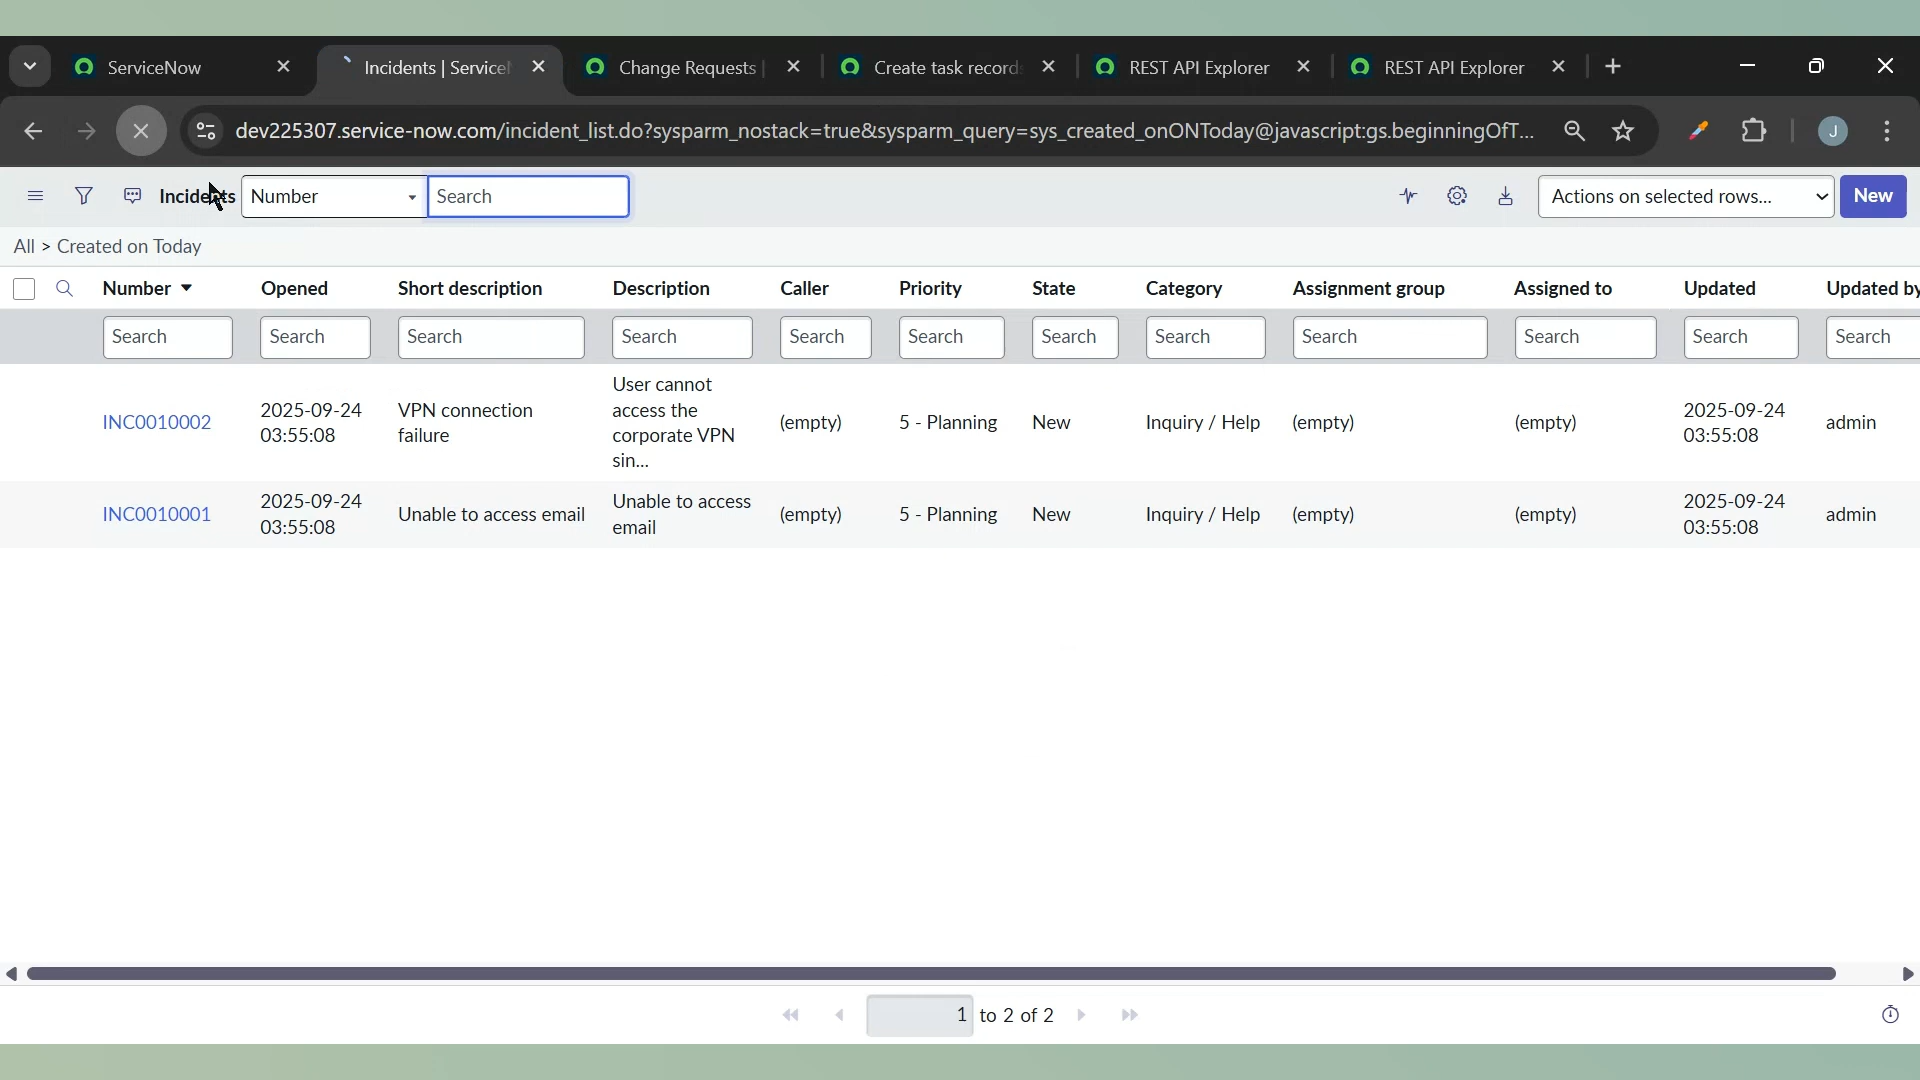 ServiceNow
Incidents | Service
Change Requests |
Create task record
REST API Explorer
REST API Explorer
dev225307.service-now.com/incident_list.do?sysparm_nostack=true&sysparm_query=sys_created_onONToday@javascript:gs.beginningOfT...
J
Incidents Number Search Actions on selected rows... New
All > Created on Today
Number Opened Short description Description Caller Priority State Category Assignment group Assigned to Updated Updated by
Search Search Search Search Search Search Search Search Search Search Search Search
INC0010002
2025-09-24
03:55:08
VPN connection
failure
User cannot
access the
corporate VPN
sin...
(empty)
5 - Planning
New
Inquiry / Help
(empty)
(empty)
2025-09-24
03:55:08
admin
INC0010001
2025-09-24
03:55:08
Unable to access email
Unable to access
email
(empty)
5 - Planning
New
Inquiry / Help
(empty)
(empty)
2025-09-24
03:55:08
admin
1 to 2 of 2